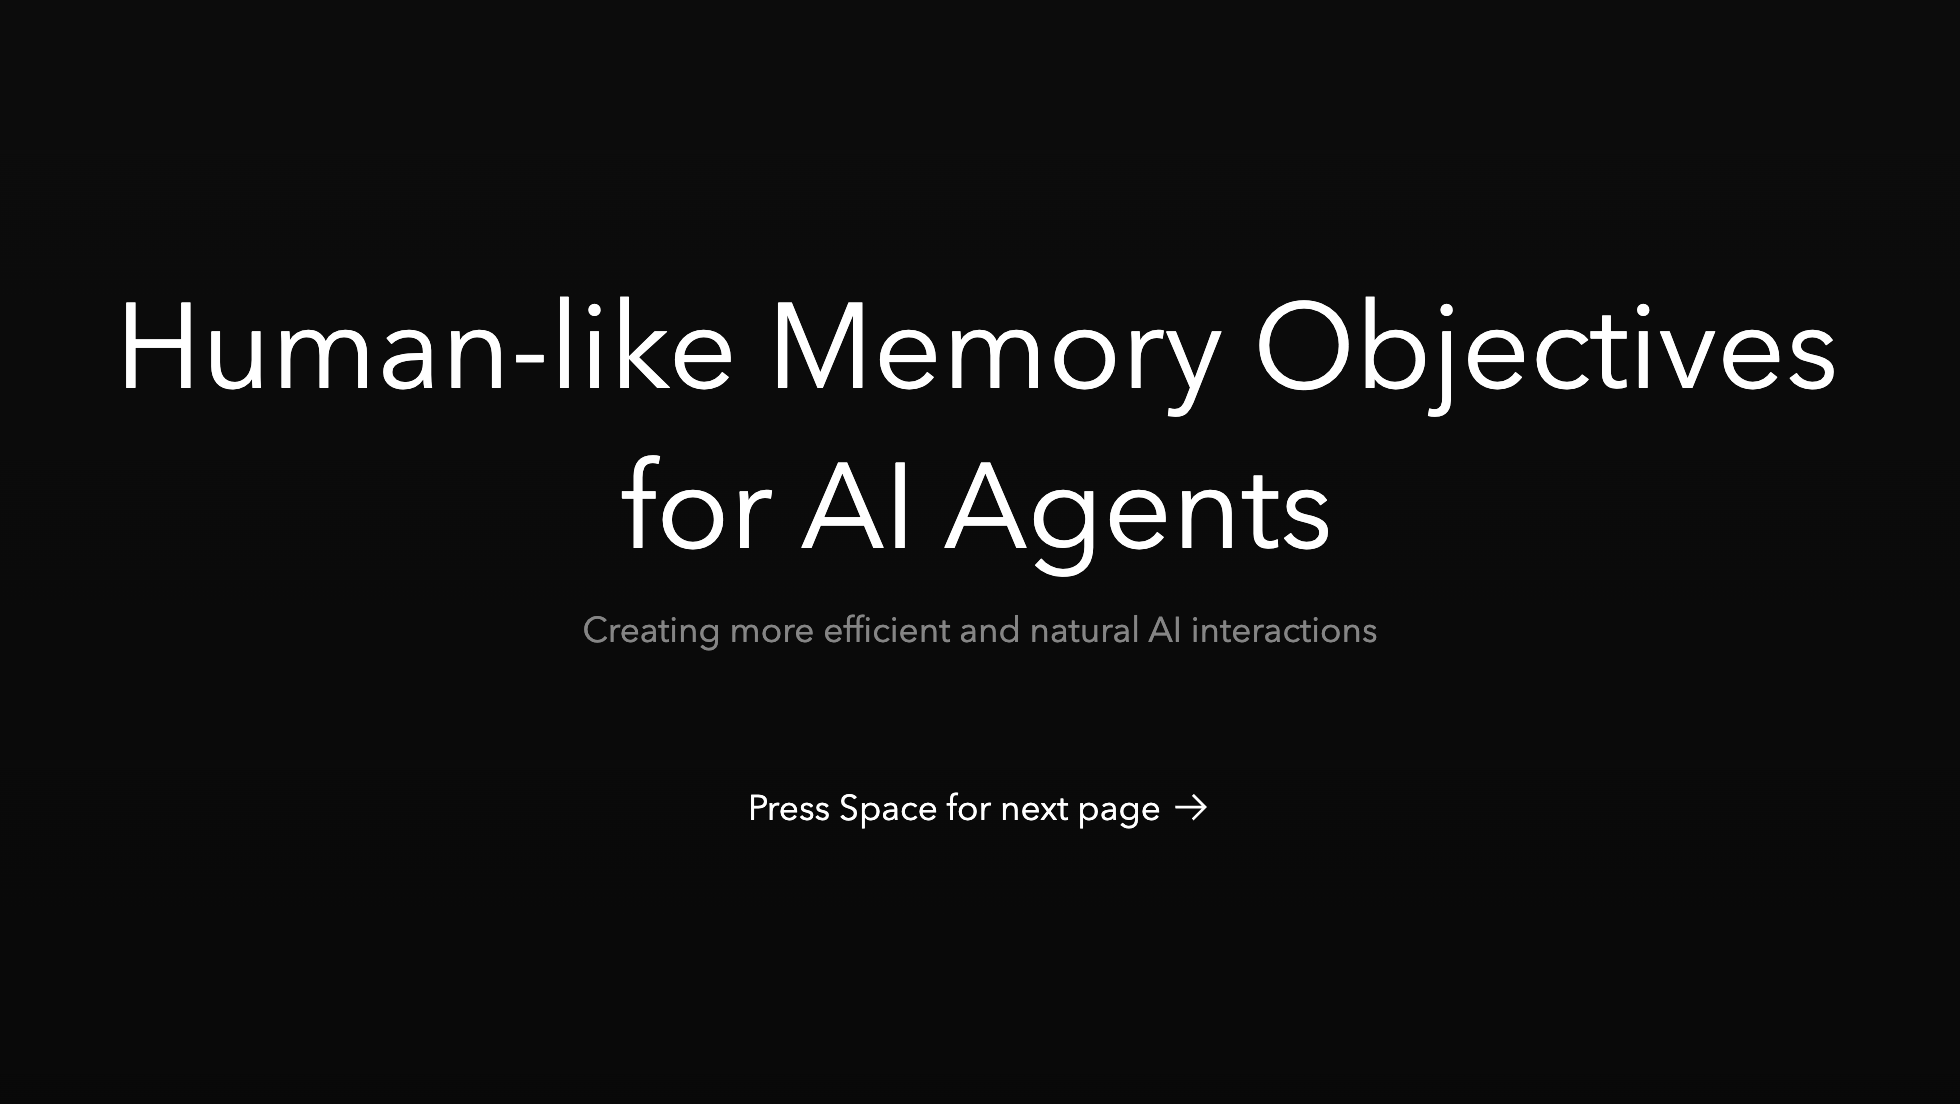 Human-like Memory Objectives
for AI Agents
Creating more efficient and natural AI interactions
Press Space for next page →